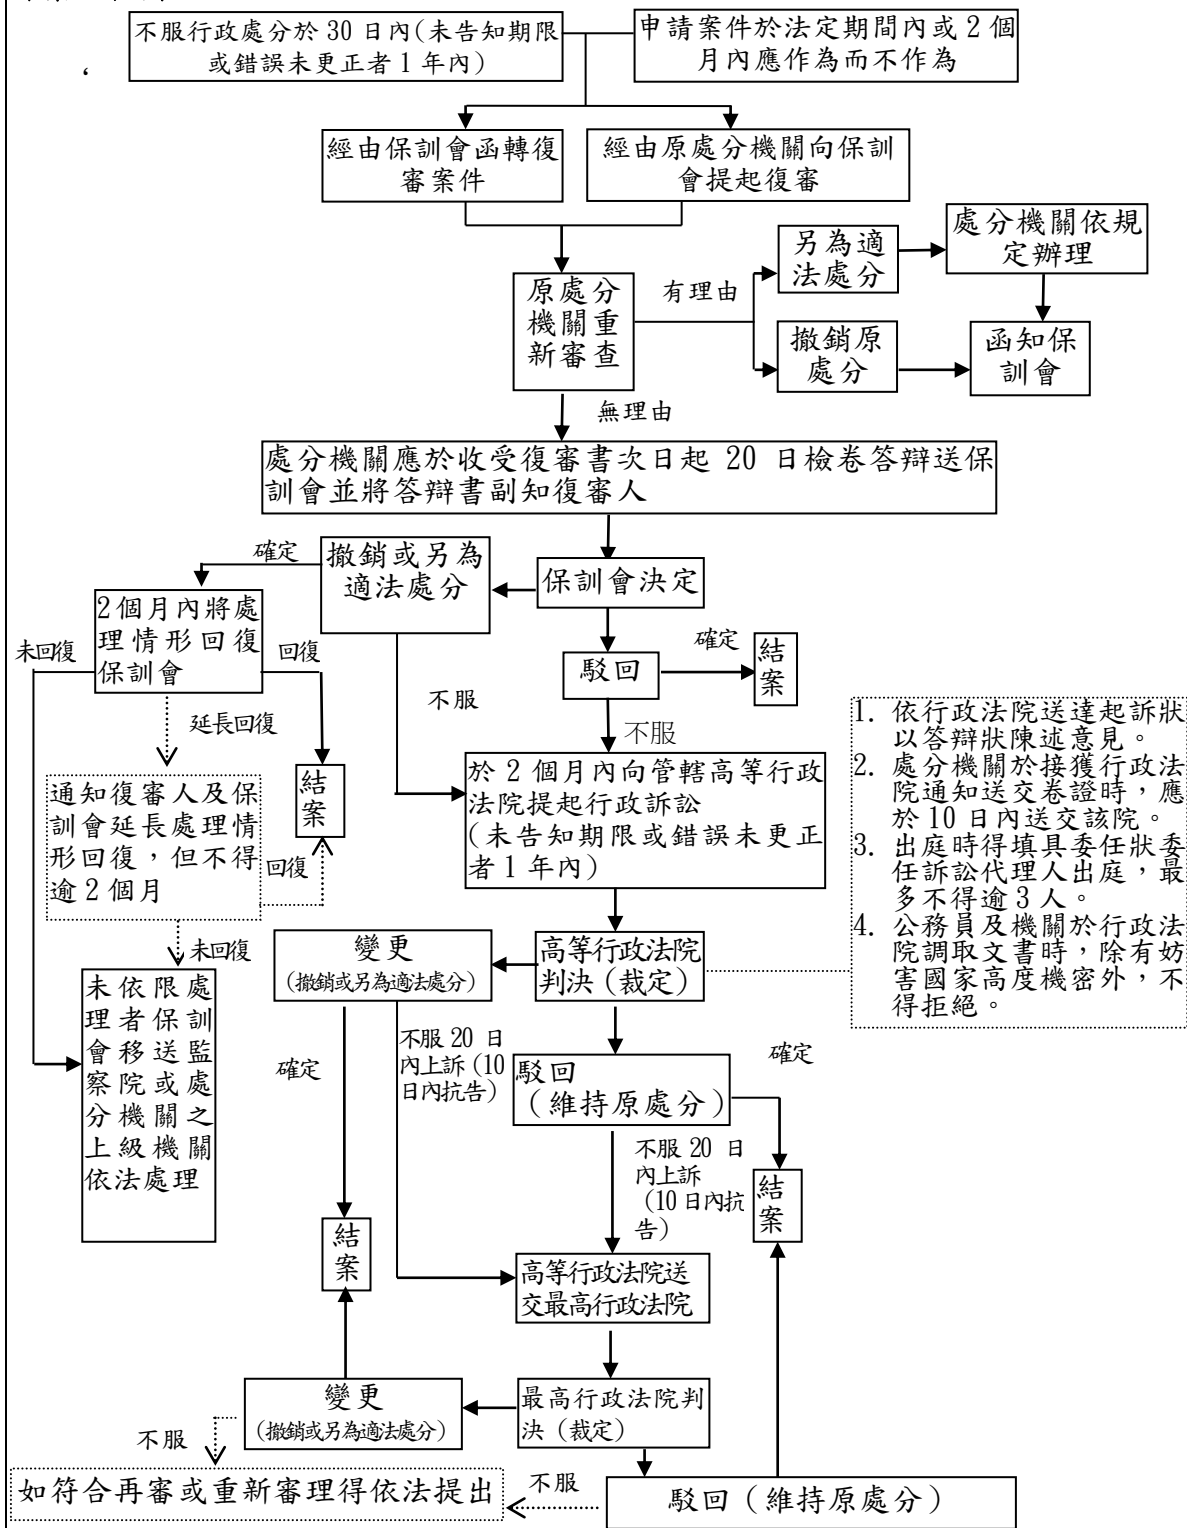 不服行政處分於 30 日內(未告知期限
或錯誤未更正者 1 年內)
申請案件於法定期間內或 2 個
月內應作為而不作為
‘
經由保訓會函轉復
審案件
經由原處分機關向保訓
會提起復審
原處分
機關重
新審查
有理由
另為適
法處分
處分機關依規
定辦理
撤銷原
處分
函知保
訓會
無理由
處分機關應於收受復審書次日起 20 日檢卷答辯送保
訓會並將答辯書副知復審人
保訓會決定
撤銷或另為
適法處分
確定
2個月內將處
理情形回復
保訓會
未回復
回復
延長回復
結
案
通知復審人及保
訓會延長處理情
形回復,但不得
逾 2 個月
回復
未回復
未依限處
理者保訓
會移送監
察院或處
分機關之
上級機關
依法處理
駁回
確定
結
案
不服
不服
於 2 個月內向管轄高等行政
法院提起行政訴訟
(未告知期限或錯誤未更正
者 1 年內)
1. 依行政法院送達起訴狀
以答辯狀陳述意見。
2. 處分機關於接獲行政法
院通知送交卷證時,應
於 10 日內送交該院。
3. 出庭時得填具委任狀委
任訴訟代理人出庭,最
多不得逾 3 人。
4. 公務員及機關於行政法
院調取文書時,除有妨
害國家高度機密外,不
得拒絕。
高等行政法院
判決(裁定)
變更
(撤銷或另為適法處分)
確定
不服 20 日
內上訴(10
日內抗告)
駁回
(維持原處分)
確定
不服 20 日
內上訴
(10 日內抗
告)
結
案
結
案
高等行政法院送
交最高行政法院
最高行政法院判
決(裁定)
變更
(撤銷或另為適法處分)
不服
如符合再審或重新審理得依法提出
不服
駁回(維持原處分)